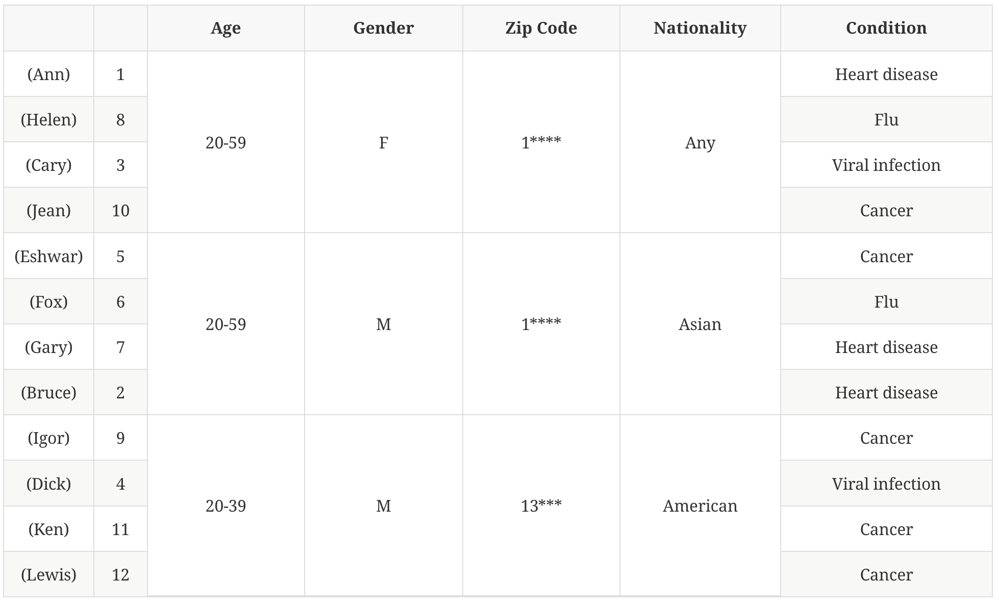 Age Gender Zip Code Nationality Condition
(Ann) 1 Heart disease
(Helen) 8 Flu
20-59 F 1**** Any
(Cary) 3 Viral infection
(Jean) 10 Cancer
(Eshwar) 5 Cancer
(Fox) 6 Flu
20-59 M 1**** Asian
(Gary) 7 Heart disease
(Bruce) 2 Heart disease
(Igor) 9 Cancer
(Dick) 4 Viral infection
20-39 M 13*** American
(Ken) 11 Cancer
(Lewis) 12 Cancer